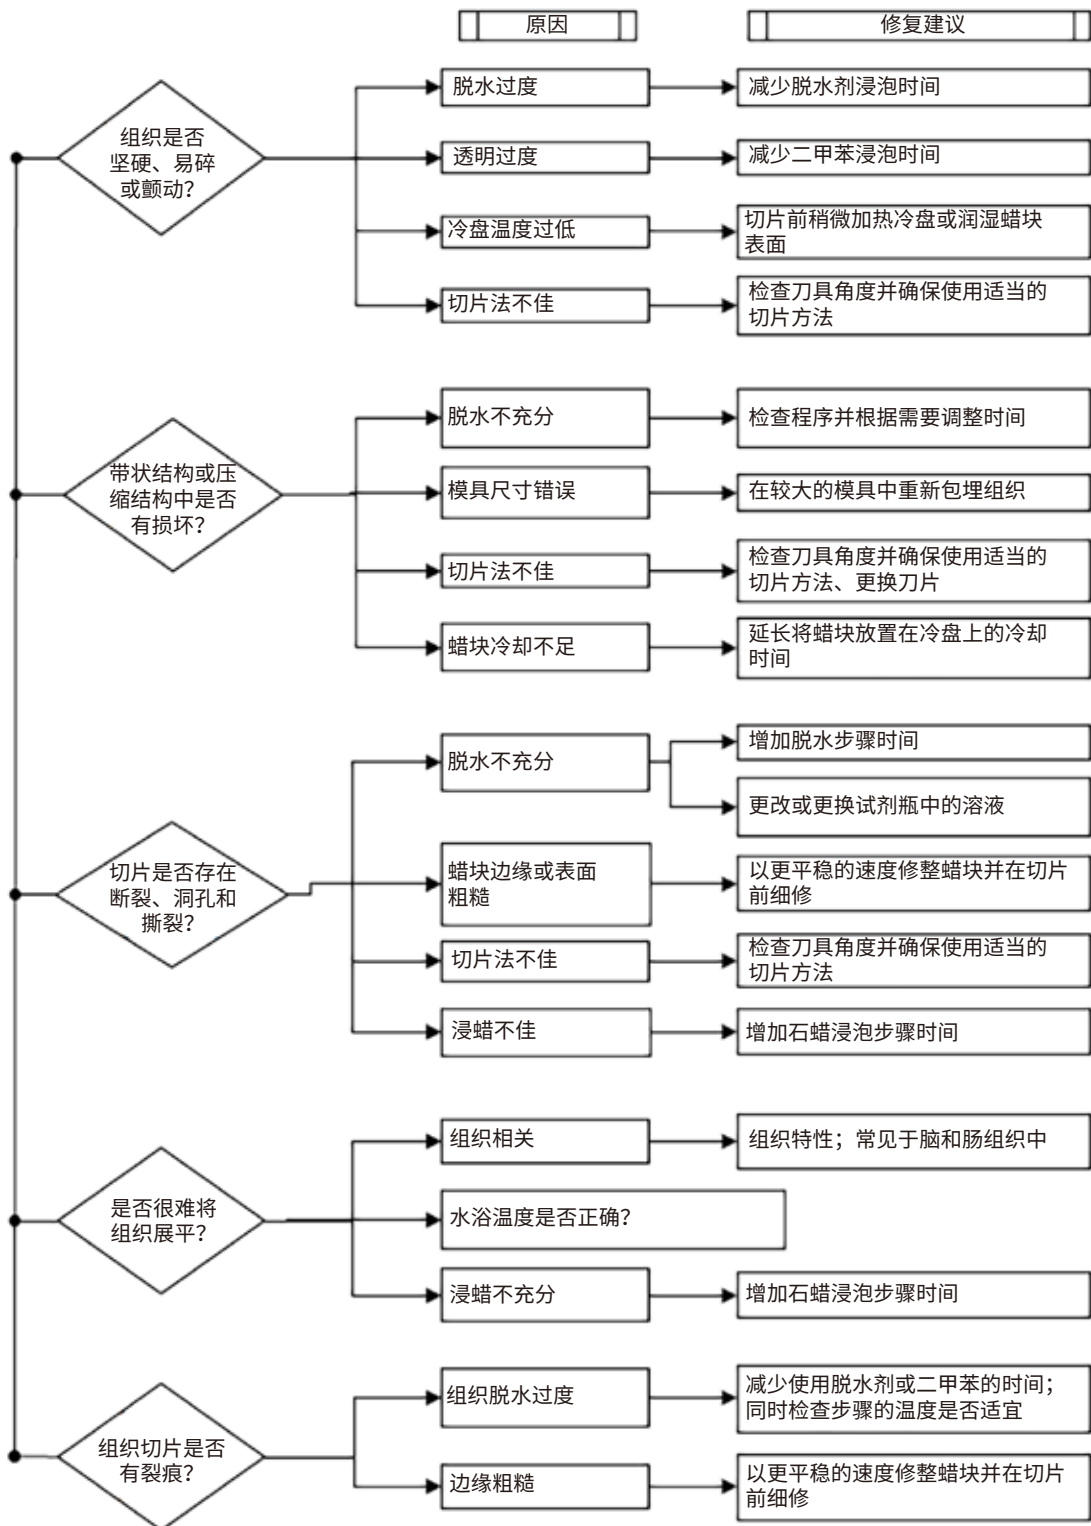 原因
修复建议
组织是否
坚硬、易碎
或颤动?
脱水过度
减少脱水剂浸泡时间
透明过度
减少二甲苯浸泡时间
冷盘温度过低
切片前稍微加热冷盘或润湿蜡块
表面
切片法不佳
检查刀具角度并确保使用适当的
切片方法
带状结构或压
缩结构中是否
有损坏?
脱水不充分
检查程序并根据需要调整时间
模具尺寸错误
在较大的模具中重新包埋组织
切片法不佳
检查刀具角度并确保使用适当的
切片方法、更换刀片
蜡块冷却不足
延长将蜡块放置在冷盘上的冷却
时间
切片是否存在
断裂、洞孔和
撕裂?
脱水不充分
增加脱水步骤时间
更改或更换试剂瓶中的溶液
蜡块边缘或表面
粗糙
以更平稳的速度修整蜡块并在切片
前细修
切片法不佳
检查刀具角度并确保使用适当的
切片方法
浸蜡不佳
增加石蜡浸泡步骤时间
是否很难将
组织展平?
组织相关
组织特性；常见于脑和肠组织中
水浴温度是否正确?
浸蜡不充分
增加石蜡浸泡步骤时间
组织切片是否
有裂痕?
组织脱水过度
减少使用脱水剂或二甲苯的时间；
同时检查步骤的温度是否适宜
边缘粗糙
以更平稳的速度修整蜡块并在切片
前细修